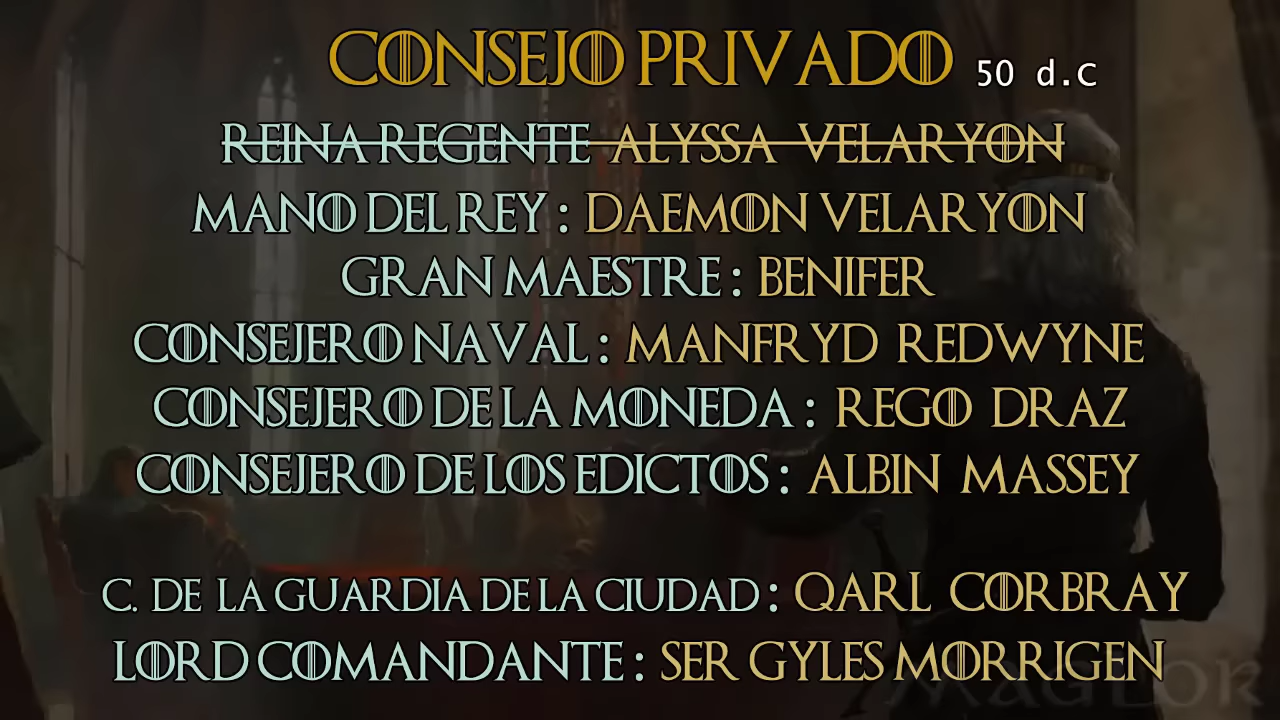 CONSEJO PRIVADO 50 d.C
REINA REGENTE ALYSSA VELARYON
MANO DEL REY : DAEMON VELARYON
GRAN MAESTRE : BENIFER
CONSEJERO NAVAL : MANFRYD REDWYNE
CONSEJERO DE LA MONEDA : REGO DRAZ
CONSEJERO DE LOS EDICTOS : ALBIN MASSEY
C. DE LA GUARDIA DE LA CIUDAD : QARL CORBRAY
LORD COMANDANTE : SER GYLES MORRIGEN
MAGLOR